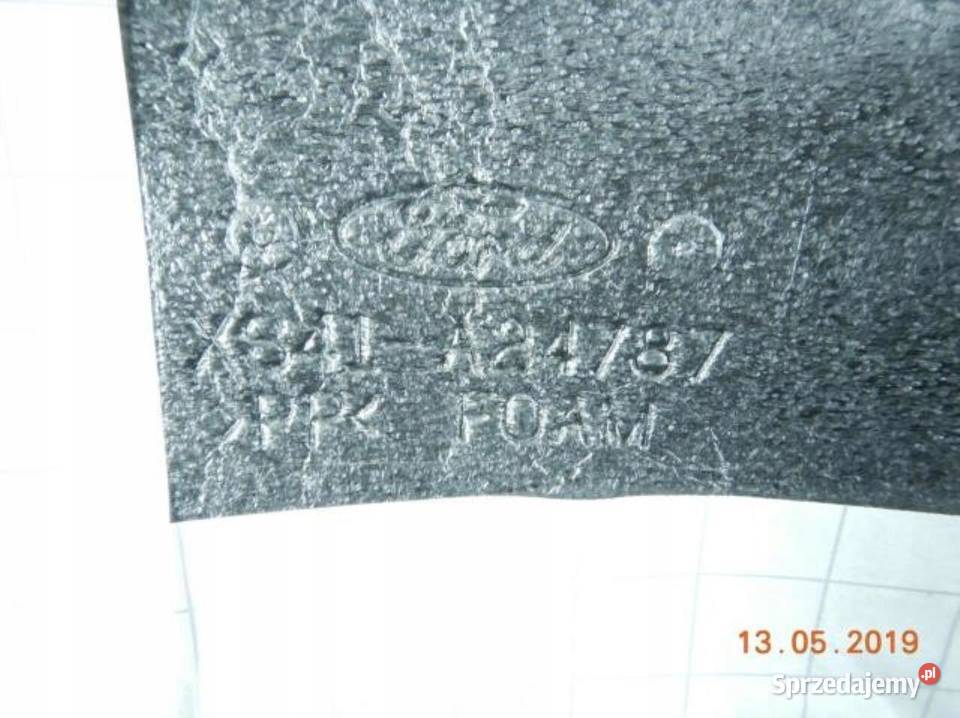 Ford
XS41-A24787
>PP< FOAM
13.05.2019
Sprzedajemy.pl